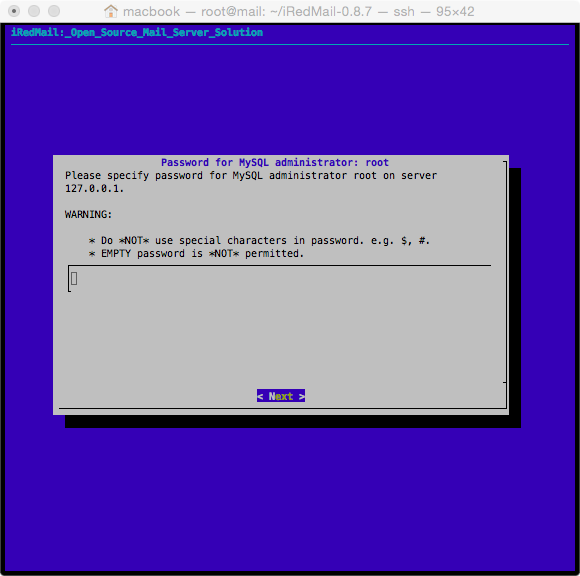 macbook — root@mail: ~/iRedMail-0.8.7 — ssh — 95×42
iRedMail:_Open_Source_Mail_Server_Solution
Password for MySQL administrator: root
Please specify password for MySQL administrator root on server
127.0.0.1.
WARNING:
* Do *NOT* use special characters in password. e.g. $, #.
* EMPTY password is *NOT* permitted.
< Next >